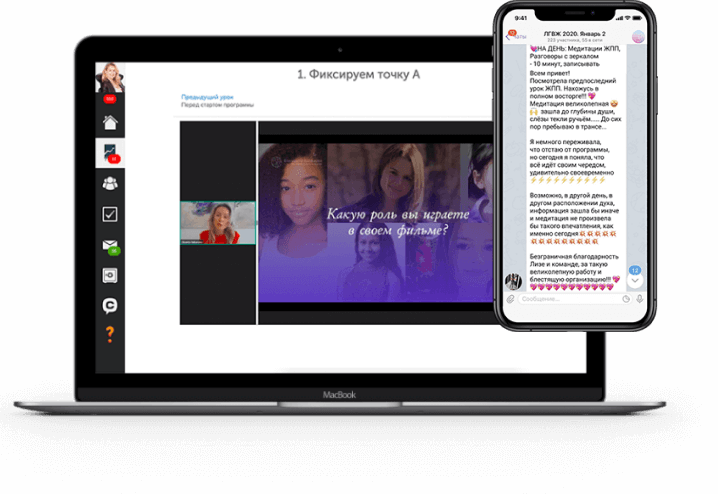 1. Фиксируем точку А
Предыдущий урок
Перед стартом программы
Какую роль вы играете
в своем фильме?
MacBook
9:41
ЛГВЖ 2020. Январь 2
Чаты
НА ДЕНЬ: Медитации ЖПП,
Разговоры с зеркалом
- 10 минут, записывать
Всем привет!
Посмотрела предпоследний
урок ЖПП. Нахожусь в
полном восторге!!! 💖
Медитация великолепная
🙌 зашла до глубины души,
слёзы текли ручьём..... До сих
пор пребываю в трансе...
Я немного переживала,
что отстаю от программы,
но сегодня я поняла, что
всё идёт своим чередом,
удивительно своевременно
⚡⚡⚡⚡⚡⚡⚡⚡⚡⚡
Возможно, в другой день, в
другом расположении духа,
информация зашла бы иначе
и медитация не произвела
бы такого впечатления, как
именно сегодня 💥💥💥💥💥
💥💥💥💥💥💥💥💥💥
Безграничная благодарность
Лизе и команде, за такую
великолепную работу и
блестящую организацию!!! 💖
💖💖💖💖💖💖💖💖💖💖
12
Сообщение...